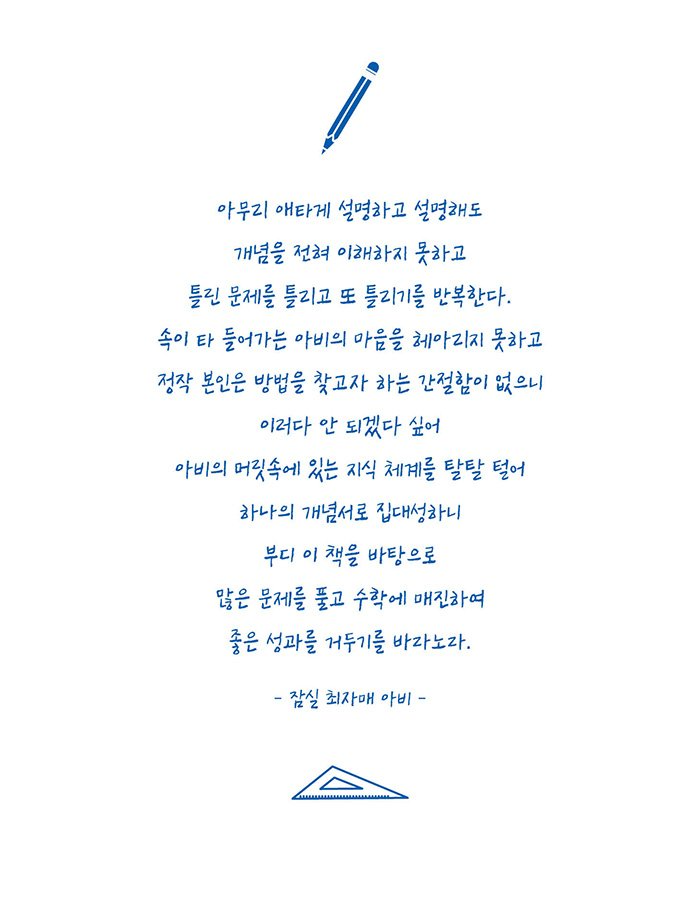 아무리 애타게 설명하고 설명해도
개념을 전혀 이해하지 못하고
틀린 문제를 틀리고 또 틀리기를 반복한다.
속이 타 들어가는 아비의 마음을 헤아리지 못하고
정작 본인은 방법을 찾고자 하는 간절함이 없으니
이러다 안 되겠다 싶어
아비의 머릿속에 있는 지식 체계를 탈탈 털어
하나의 개념서로 집대성하니
부디 이 책을 바탕으로
많은 문제를 풀고 수학에 매진하여
좋은 성과를 거두기를 바라노라.
- 잠실 최자매 아비 -